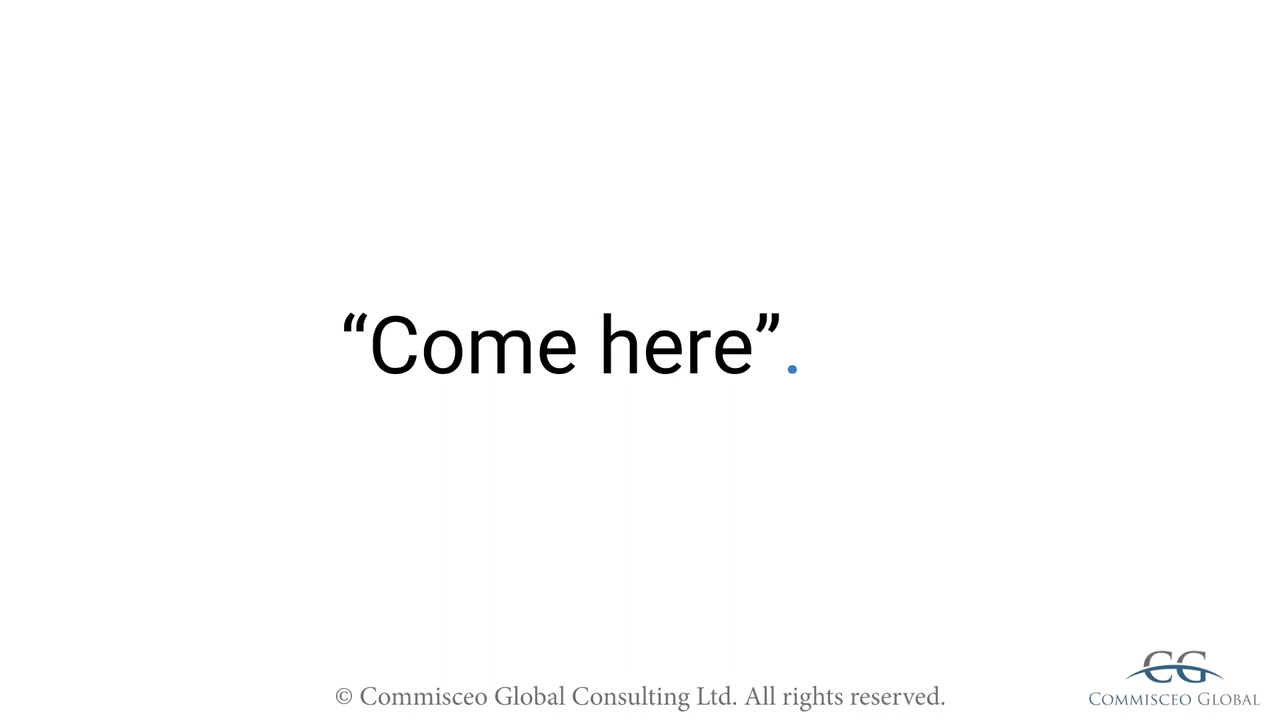 “Come here”.
© Commisceo Global Consulting Ltd. All rights reserved.
CG
COMMISCEO GLOBAL